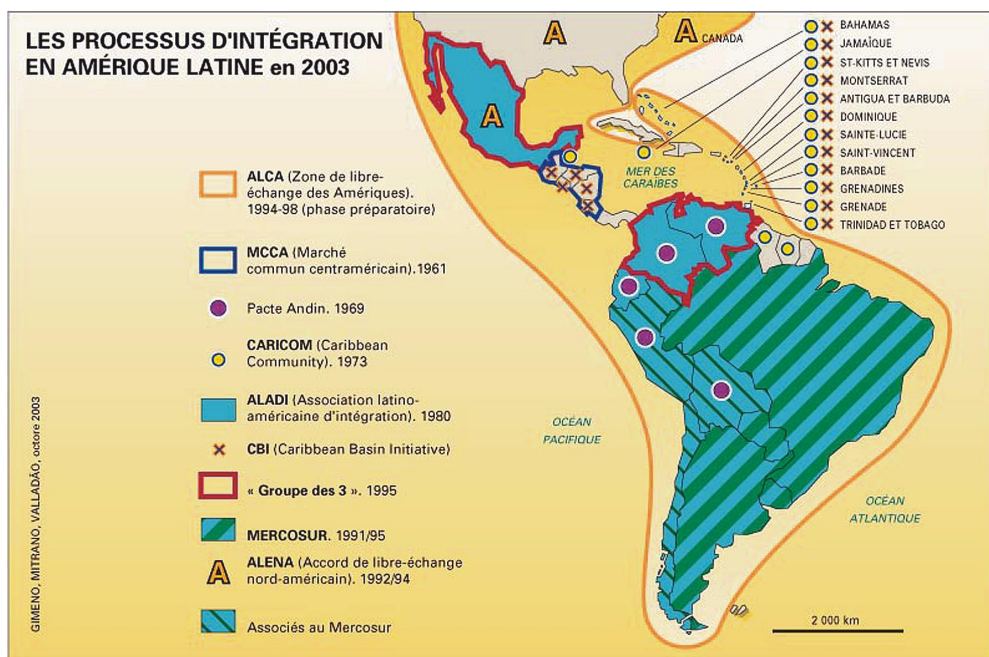 LES PROCESSUS D'INTÉGRATION
EN AMÉRIQUE LATINE en 2003
ALCA (Zone de libre-
échange des Amériques).
1994-98 (phase préparatoire)
MCCA (Marché
commun centraméricain).1961
Pacte Andin. 1969
CARICOM (Caribbean
Community). 1973
ALADI (Association latino-
américaine d'intégration). 1980
CBI (Caribbean Basin Initiative)
« Groupe des 3 ». 1995
MERCOSUR. 1991/95
A
ALENA (Accord de libre-échange
nord-américain). 1992/94
Associés au Mercosur
GIMENO, MITRANO, VALLADÃO, octore 2003
A
A
CANADA
A
MER DES
CARAÏBES
BAHAMAS
JAMAÏQUE
ST-KITTS ET NEVIS
MONTSERRAT
ANTIGUA ET BARBUDA
DOMINIQUE
SAINTE-LUCIE
SAINT-VINCENT
BARBADE
GRENADINES
GRENADE
TRINIDAD ET TOBAGO
OCÉAN
PACIFIQUE
OCÉAN
ATLANTIQUE
2 000 km